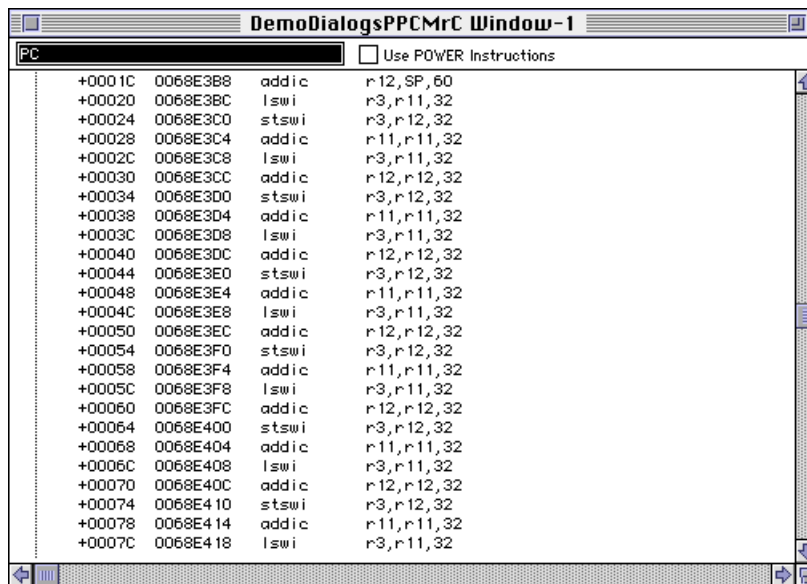 DemoDialogsPPCMrC Window-1
PC Use POWER Instructions
+0001C 0068E3B8 addic r12,SP,60
+00020 0068E3BC lswi r3,r11,32
+00024 0068E3C0 stswi r3,r12,32
+00028 0068E3C4 addic r11,r11,32
+0002C 0068E3C8 lswi r3,r11,32
+00030 0068E3CC addic r12,r12,32
+00034 0068E3D0 stswi r3,r12,32
+00038 0068E3D4 addic r11,r11,32
+0003C 0068E3D8 lswi r3,r11,32
+00040 0068E3DC addic r12,r12,32
+00044 0068E3E0 stswi r3,r12,32
+00048 0068E3E4 addic r11,r11,32
+0004C 0068E3E8 lswi r3,r11,32
+00050 0068E3EC addic r12,r12,32
+00054 0068E3F0 stswi r3,r12,32
+00058 0068E3F4 addic r11,r11,32
+0005C 0068E3F8 lswi r3,r11,32
+00060 0068E3FC addic r12,r12,32
+00064 0068E400 stswi r3,r12,32
+00068 0068E404 addic r11,r11,32
+0006C 0068E408 lswi r3,r11,32
+00070 0068E40C addic r12,r12,32
+00074 0068E410 stswi r3,r12,32
+00078 0068E414 addic r11,r11,32
+0007C 0068E418 lswi r3,r11,32